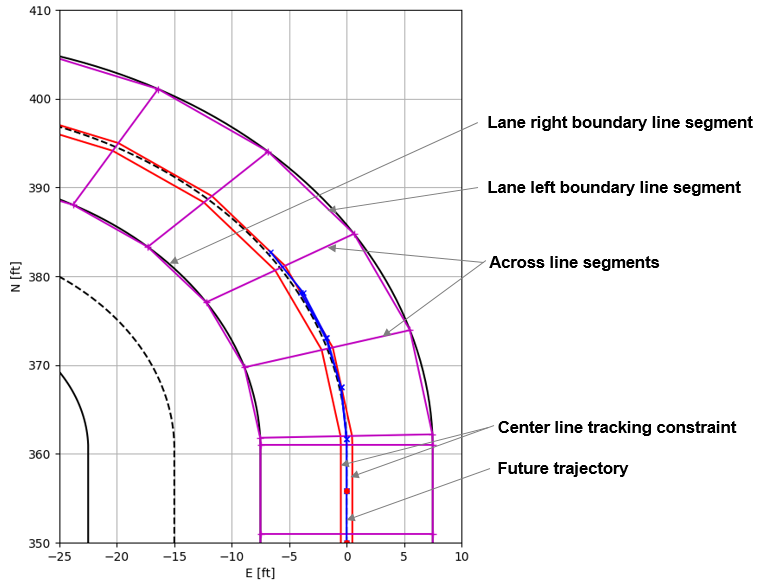 410
400
390
380
370
360
350
N [ft]
−25
−20
−15
−10
−5
0
5
10
E [ft]
Lane right boundary line segment
Lane left boundary line segment
Across line segments
Center line tracking constraint
Future trajectory